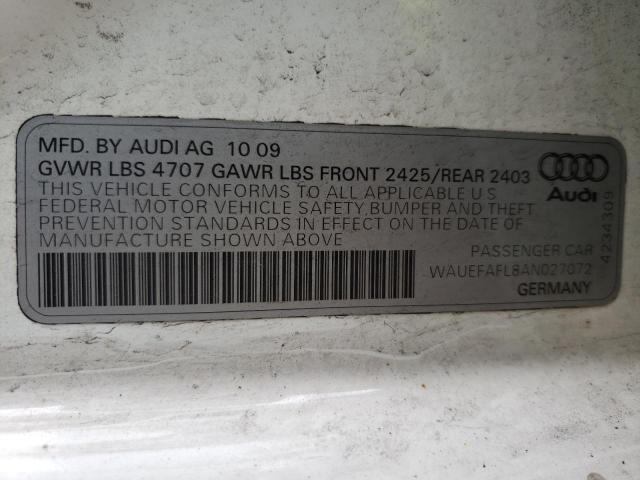 MFD. BY AUDI AG 10 09
GVWR LBS 4707 GAWR LBS FRONT 2425/REAR 2403
THIS VEHICLE CONFORMS TO ALL APPLICABLE U S
FEDERAL MOTOR VEHICLE SAFETY, BUMPER AND THEFT
PREVENTION STANDARDS IN EFFECT ON THE DATE OF
MANUFACTURE SHOWN ABOVE
Audi
4234309
PASSENGER CAR
WAUEFAFL8AN027072
GERMANY